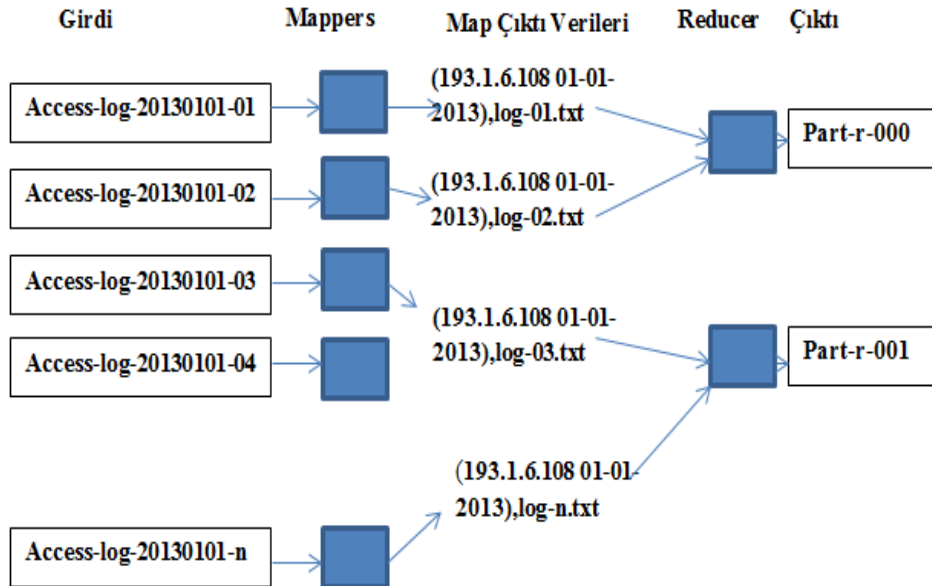 Girdi
Mappers
Map Çıktı Verileri
Reducer
Çıktı
Access-log-20130101-01
(193.1.6.108 01-01-
2013),log-01.txt
Part-r-000
Access-log-20130101-02
(193.1.6.108 01-01-
2013),log-02.txt
Access-log-20130101-03
(193.1.6.108 01-01-
2013),log-03.txt
Part-r-001
Access-log-20130101-04
(193.1.6.108 01-01-
2013),log-n.txt
Access-log-20130101-n